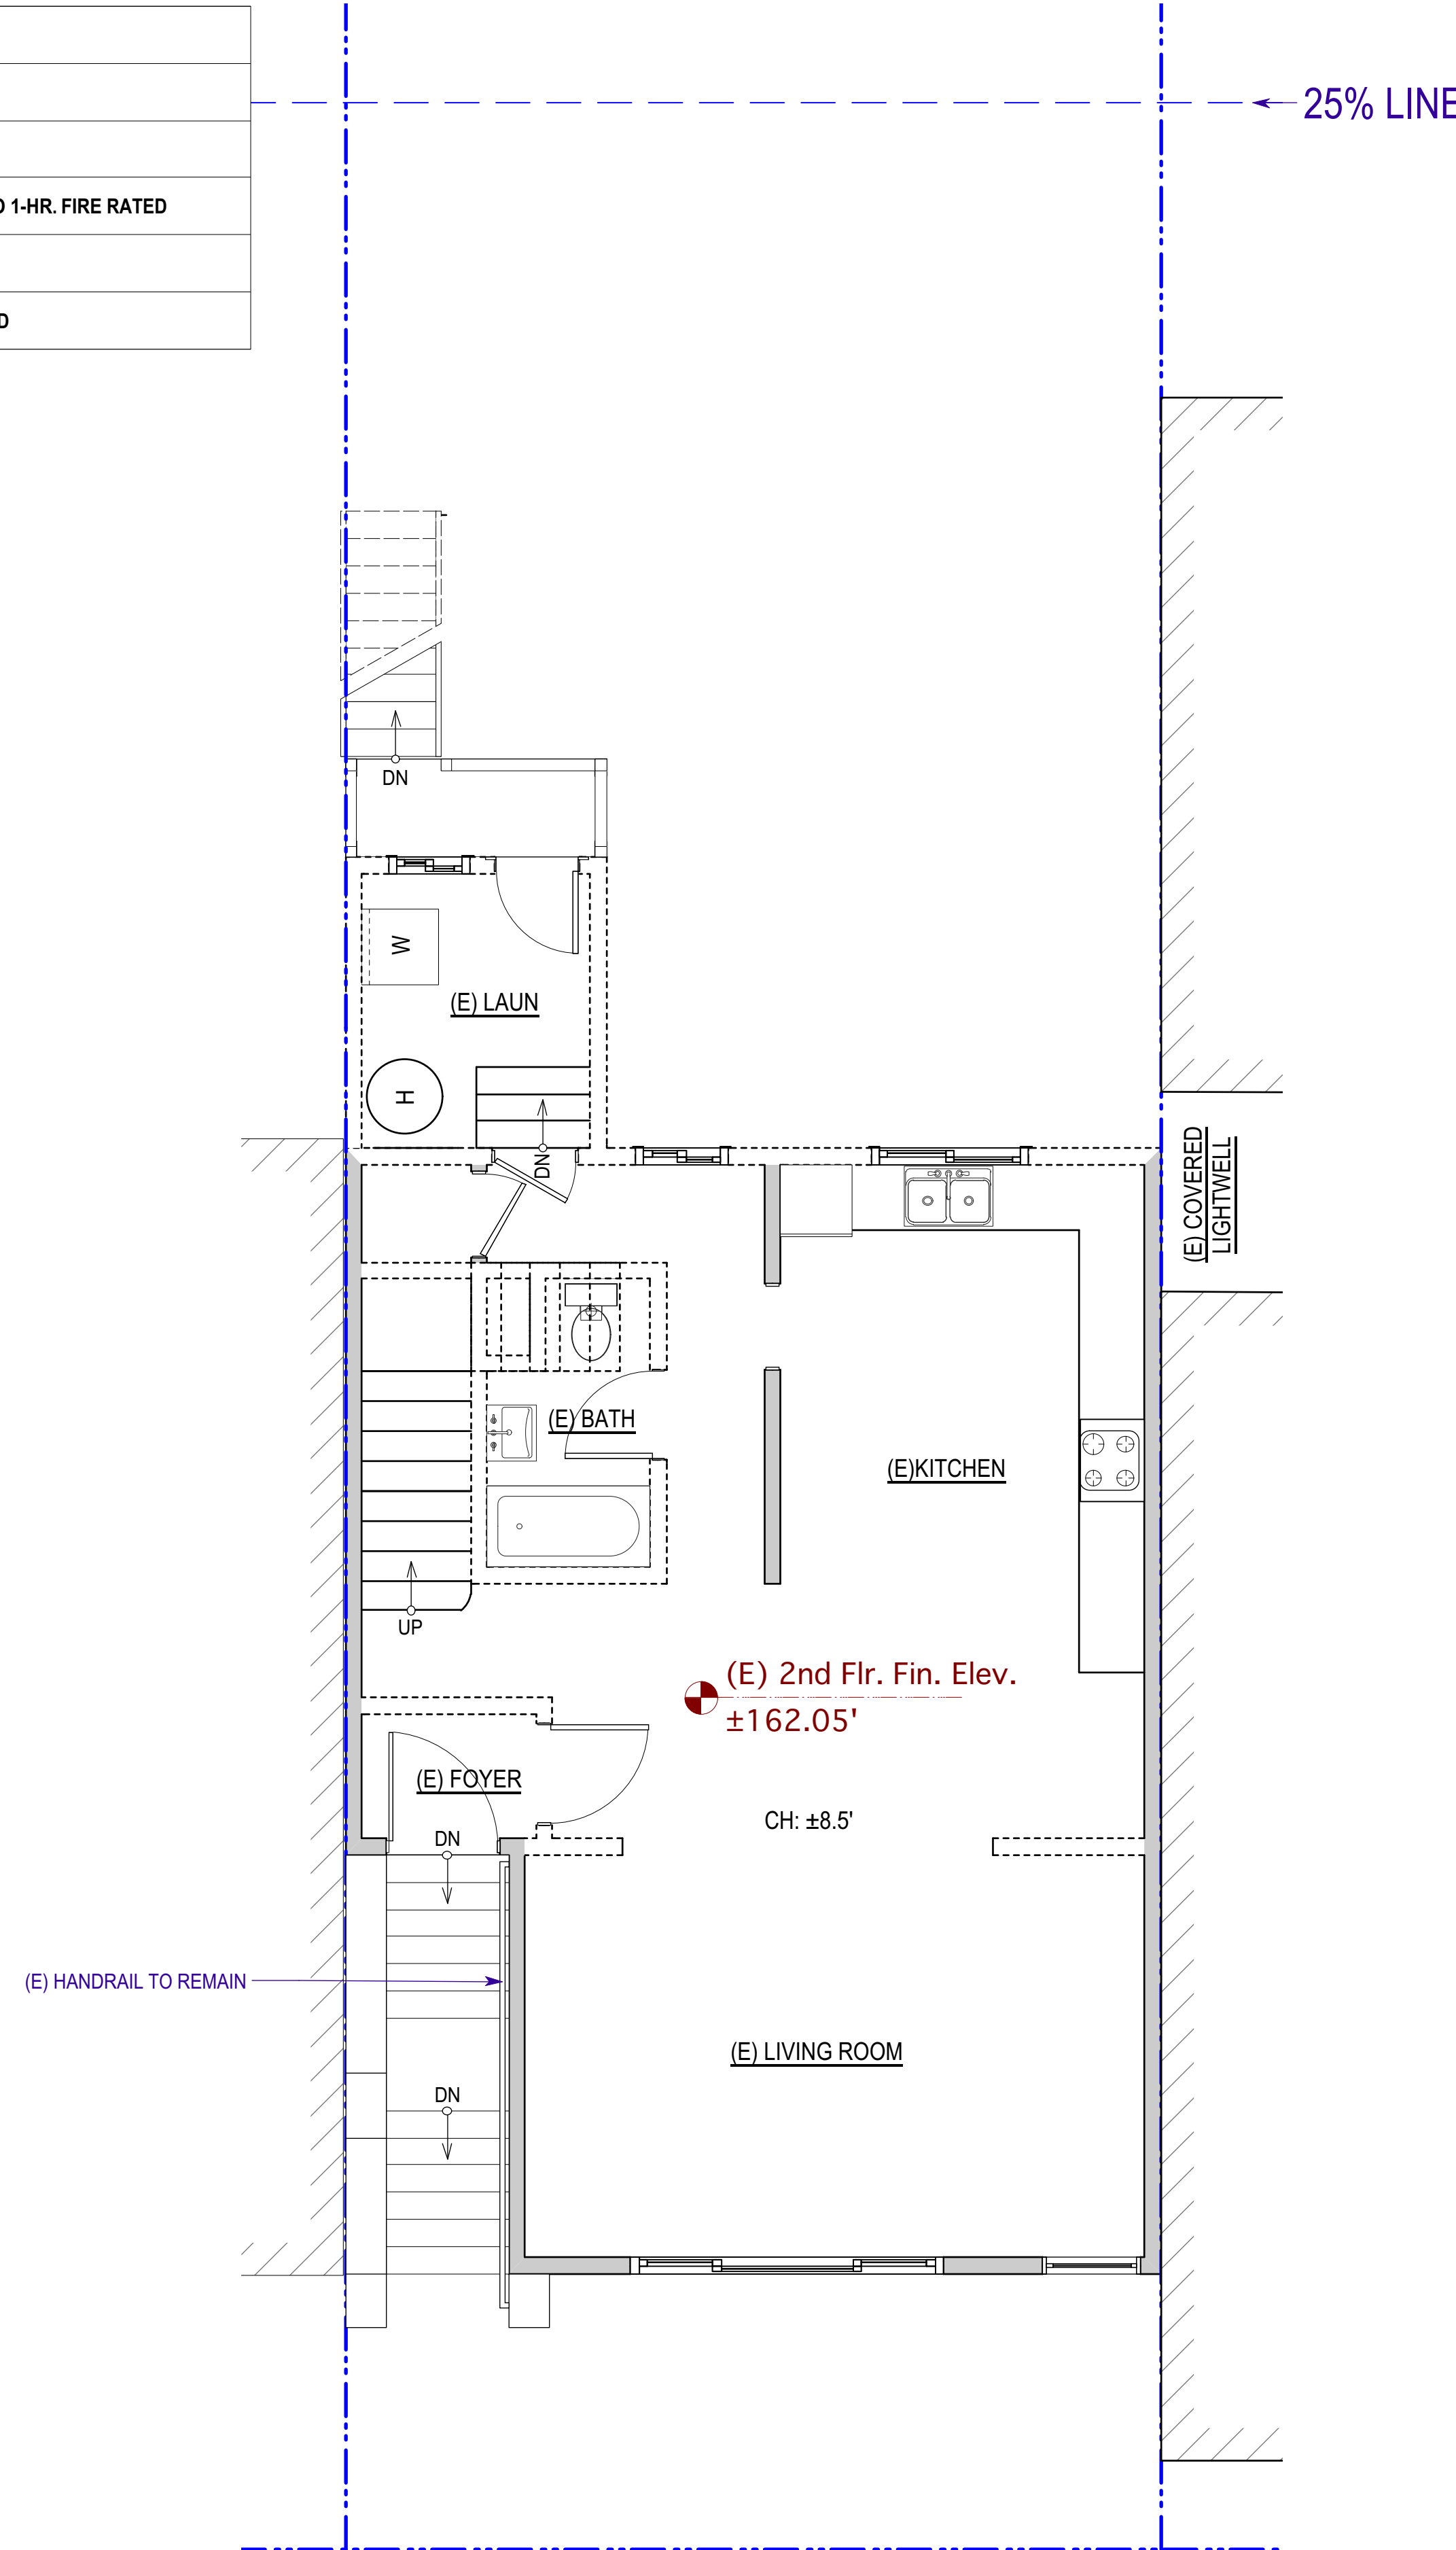 25% LINE
1-HR. FIRE RATED
DN
W
(E) LAUN
H
DN
(E) COVERED
LIGHTWELL
(E) BATH
(E)KITCHEN
UP
(E) 2nd Flr. Fin. Elev.
±162.05'
(E) FOYER
CH: ±8.5'
DN
(E) HANDRAIL TO REMAIN
(E) LIVING ROOM
DN